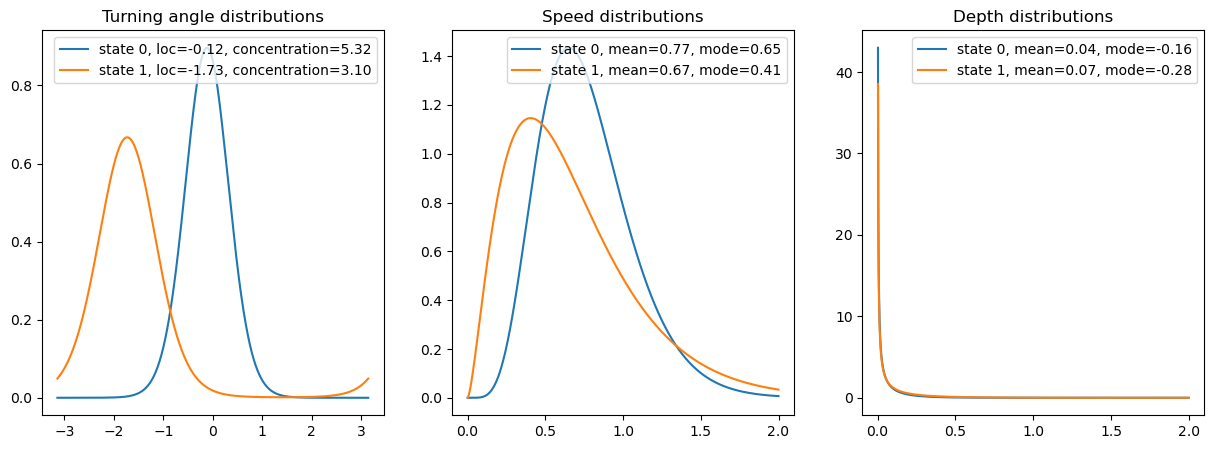 Turning angle distributions
state 0, loc=-0.12, concentration=5.32
state 1, loc=-1.73, concentration=3.10
0.8
0.6
0.4
0.2
0.0
−3 −2 −1 0 1 2 3
Speed distributions
state 0, mean=0.77, mode=0.65
state 1, mean=0.67, mode=0.41
1.4
1.2
1.0
0.8
0.6
0.4
0.2
0.0
0.0 0.5 1.0 1.5 2.0
Depth distributions
state 0, mean=0.04, mode=-0.16
state 1, mean=0.07, mode=-0.28
40
30
20
10
0
0.0 0.5 1.0 1.5 2.0